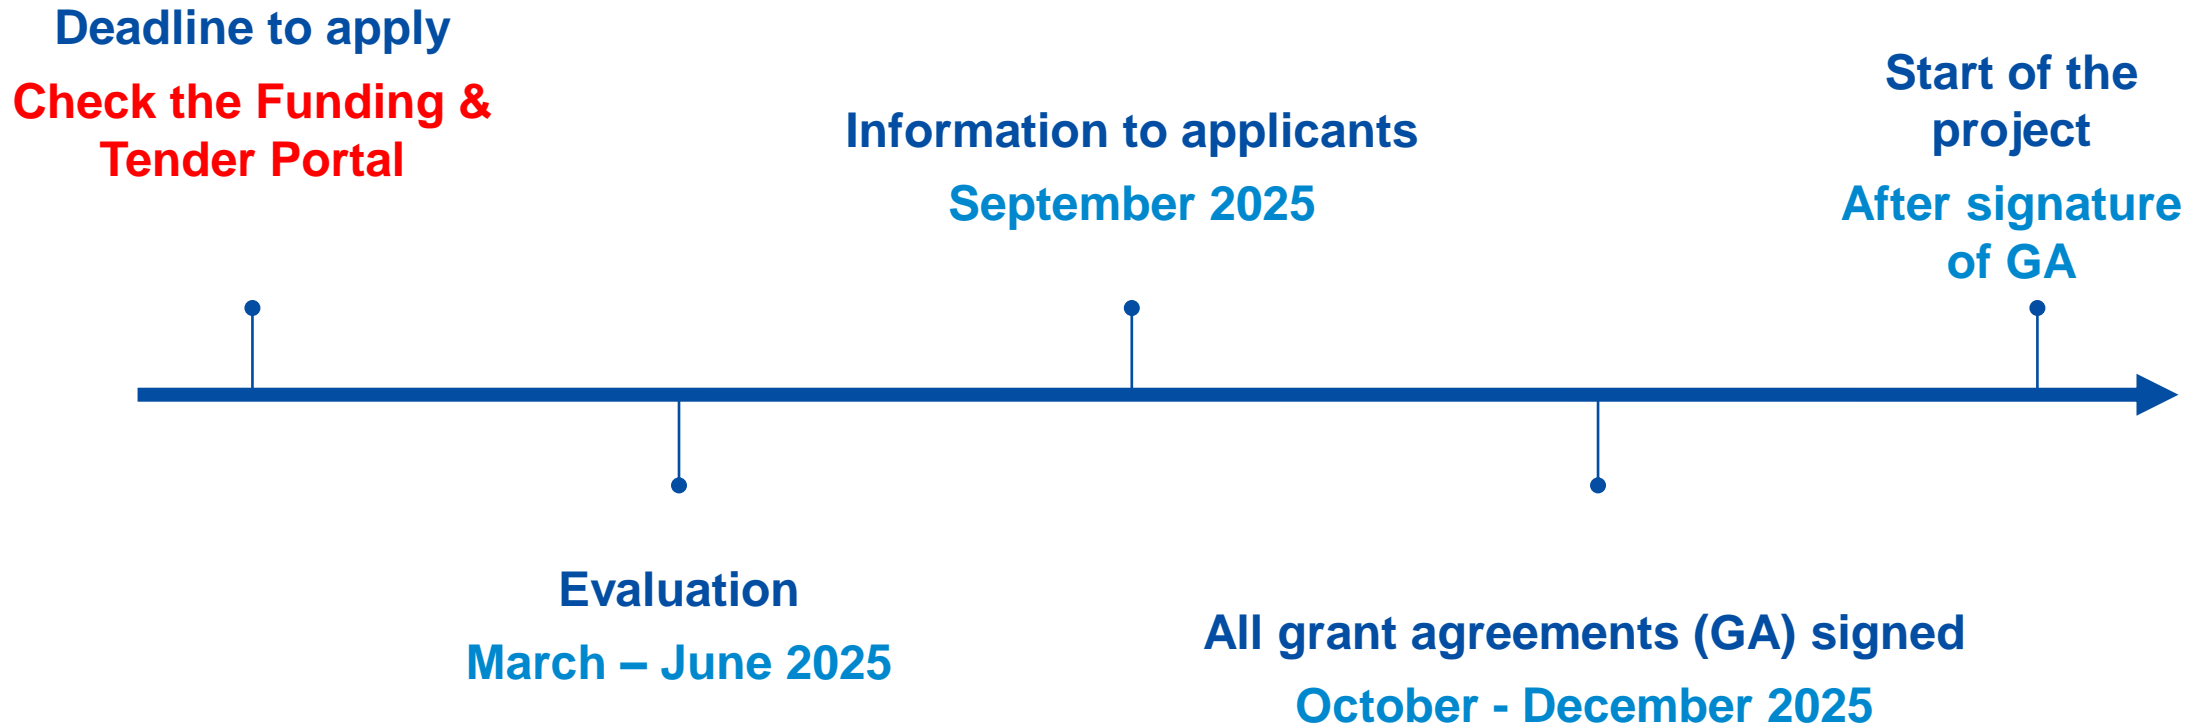 Deadline to apply
Check the Funding &
Tender Portal
Evaluation
March – June 2025
Information to applicants
September 2025
All grant agreements (GA) signed
October - December 2025
Start of the
project
After signature
of GA